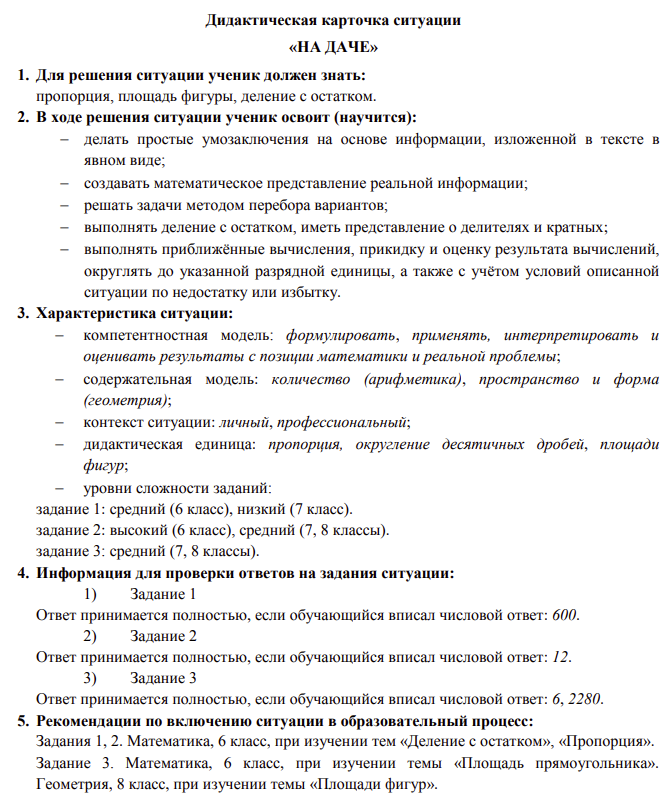 Дидактическая карточка ситуации
«НА ДАЧЕ»
1. Для решения ситуации ученик должен знать:
пропорция, площадь фигуры, деление с остатком.
2. В ходе решения ситуации ученик освоит (научится):
− делать простые умозаключения на основе информации, изложенной в тексте в
явном виде;
− создавать математическое представление реальной информации;
− решать задачи методом перебора вариантов;
− выполнять деление с остатком, иметь представление о делителях и кратных;
− выполнять приближённые вычисления, прикидку и оценку результата вычислений,
округлять до указанной разрядной единицы, а также с учётом условий описанной
ситуации по недостатку или избытку.
3. Характеристика ситуации:
− компетентностная модель: формулировать, применять, интерпретировать и
оценивать результаты с позиции математики и реальной проблемы;
− содержательная модель: количество (арифметика), пространство и форма
(геометрия);
− контекст ситуации: личный, профессиональный;
− дидактическая единица: пропорция, округление десятичных дробей, площади
фигур;
− уровни сложности заданий:
задание 1: средний (6 класс), низкий (7 класс).
задание 2: высокий (6 класс), средний (7, 8 классы).
задание 3: средний (7, 8 классы).
4. Информация для проверки ответов на задания ситуации:
1) Задание 1
Ответ принимается полностью, если обучающийся вписал числовой ответ: 600.
2) Задание 2
Ответ принимается полностью, если обучающийся вписал числовой ответ: 12.
3) Задание 3
Ответ принимается полностью, если обучающийся вписал числовой ответ: 6, 2280.
5. Рекомендации по включению ситуации в образовательный процесс:
Задания 1, 2. Математика, 6 класс, при изучении тем «Деление с остатком», «Пропорция».
Задание 3. Математика, 6 класс, при изучении темы «Площадь прямоугольника».
Геометрия, 8 класс, при изучении темы «Площади фигур».